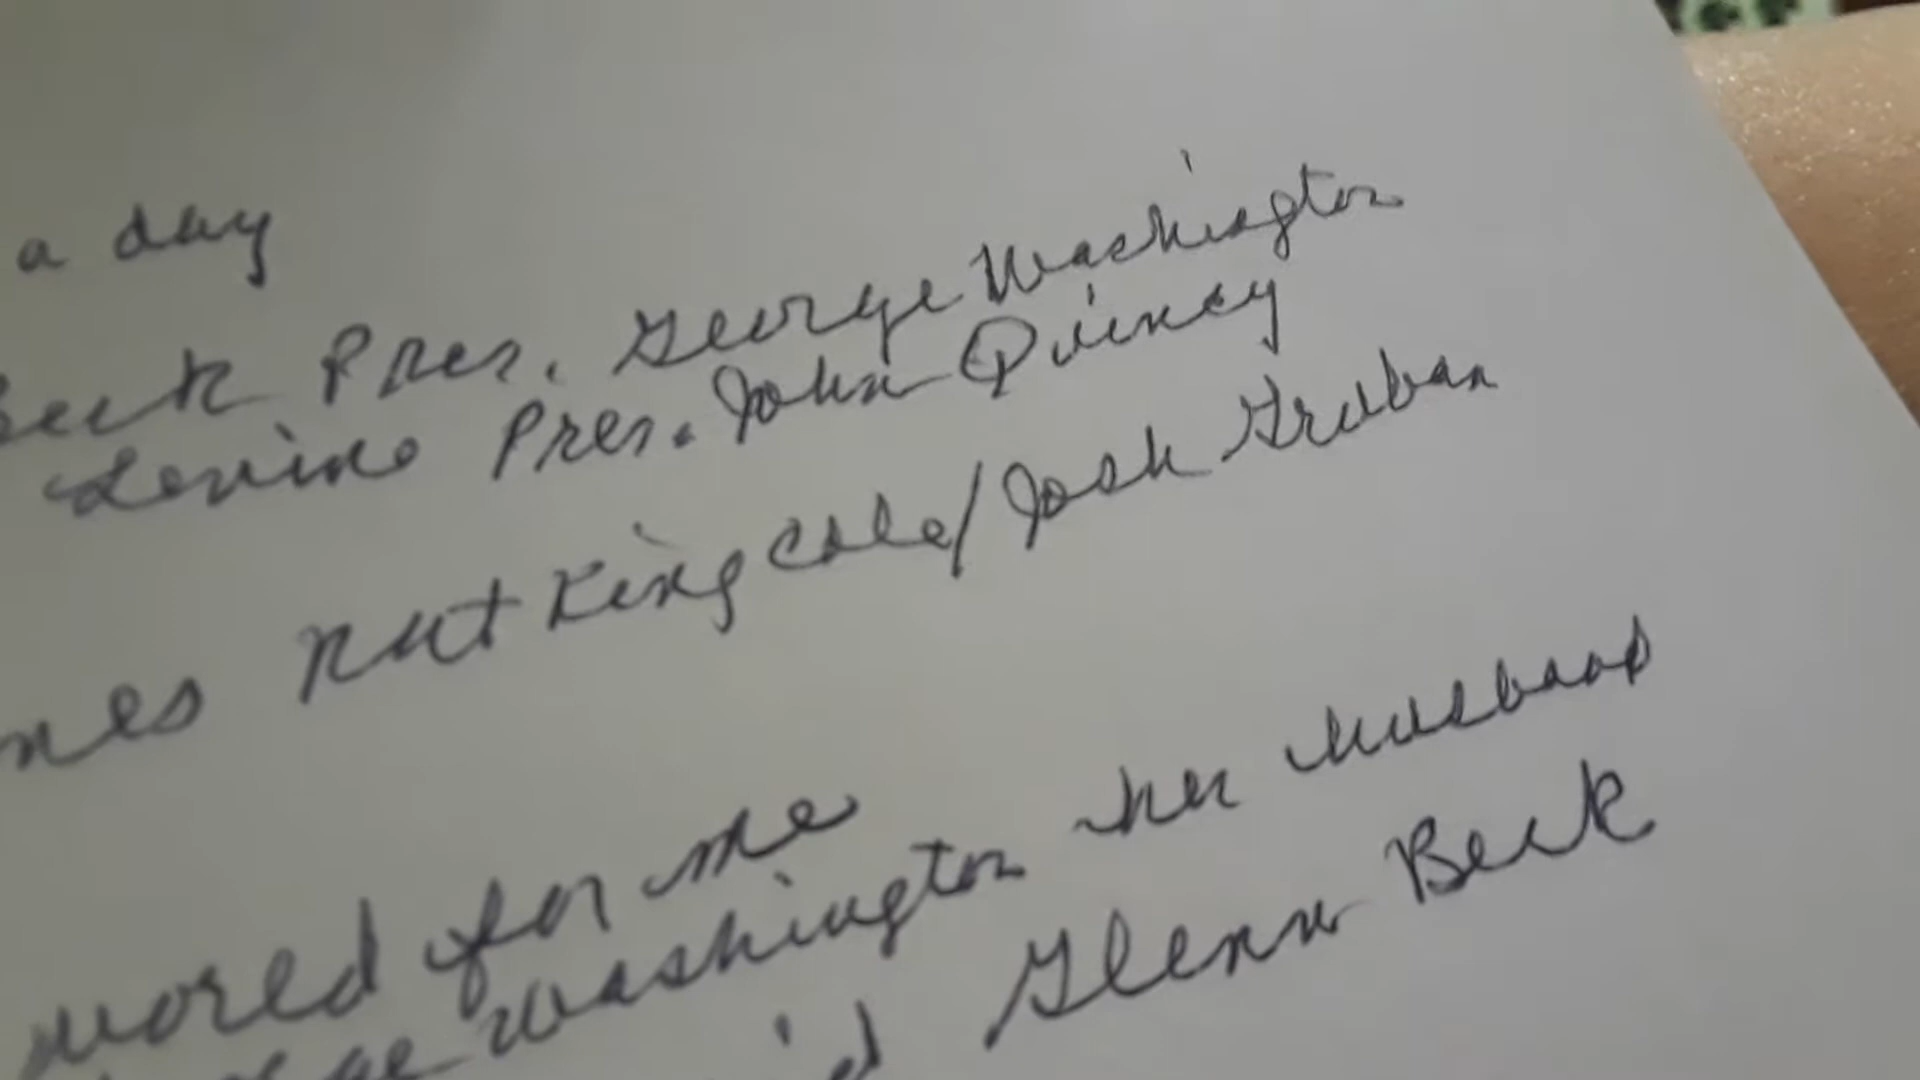 a day
Beck Pres. George Washington
Levine Pres. John Quincy
nes Nat King Cole/Josh Groban
world for me
Washington her husband
Glenn Beck